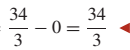 34/3 − 0 = 34/3 ◄